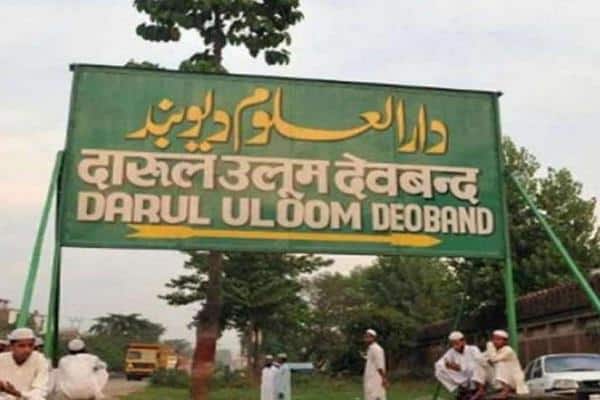 دارالعلوم دیوبند
दारूल उलूम देवबन्द
DARUL ULOOM DEOBAND